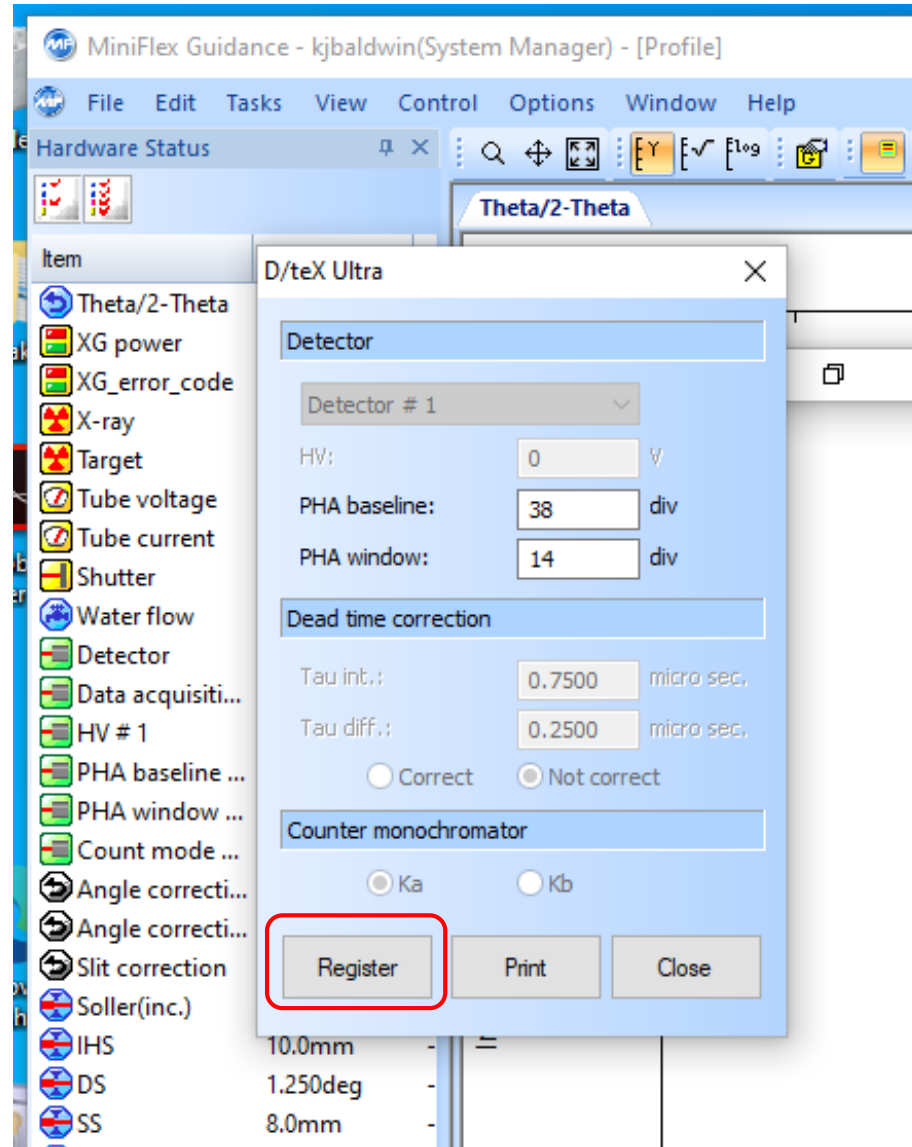 MiniFlex Guidance - kjbaldwin(System Manager) - [Profile]
File Edit Tasks View Control Options Window Help
Hardware Status
Theta/2-Theta
Item
D/teX Ultra
Theta/2-Theta
XG power
XG_error_code
X-ray
Target
Tube voltage
Tube current
Shutter
Water flow
Detector
Data acquisiti...
HV # 1
PHA baseline ...
PHA window ...
Count mode ...
Angle correcti...
Angle correcti...
Slit correction
Soller(inc.)
IHS 10.0mm -
DS 1.250deg -
SS 8.0mm -
Detector
Detector # 1
HV: 0 V
PHA baseline: 38 div
PHA window: 14 div
Dead time correction
Tau int.: 0.7500 micro sec.
Tau diff.: 0.2500 micro sec.
Correct Not correct
Counter monochromator
Ka Kb
Register Print Close